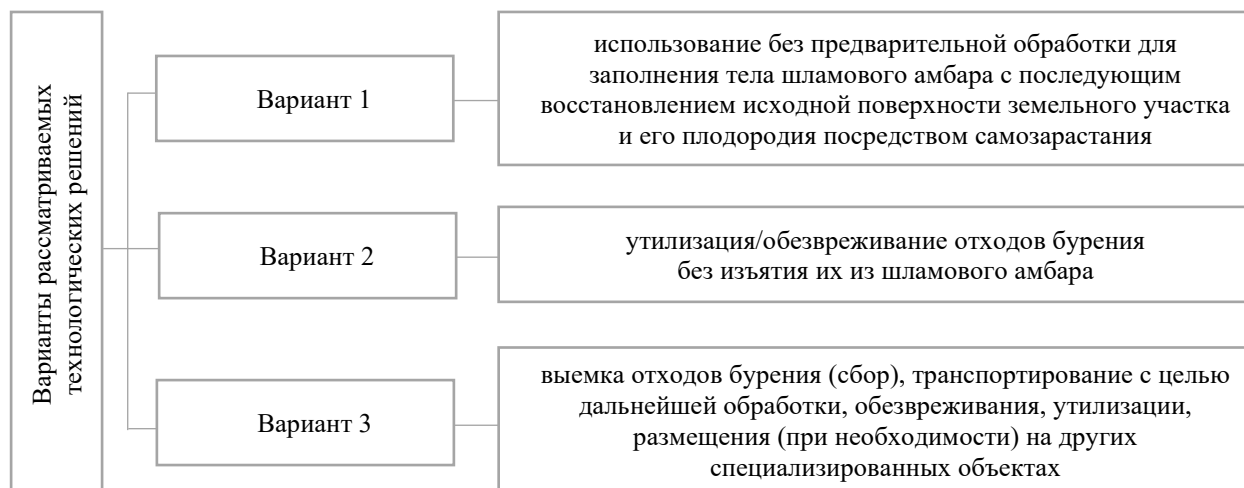 Варианты рассматриваемых
технологических решений
Вариант 1
использование без предварительной обработки для
заполнения тела шламового амбара с последующим
восстановлением исходной поверхности земельного участка
и его плодородия посредством самозарастания
Вариант 2
утилизация/обезвреживание отходов бурения
без изъятия их из шламового амбара
Вариант 3
выемка отходов бурения (сбор), транспортирование с целью
дальнейшей обработки, обезвреживания, утилизации,
размещения (при необходимости) на других
специализированных объектах